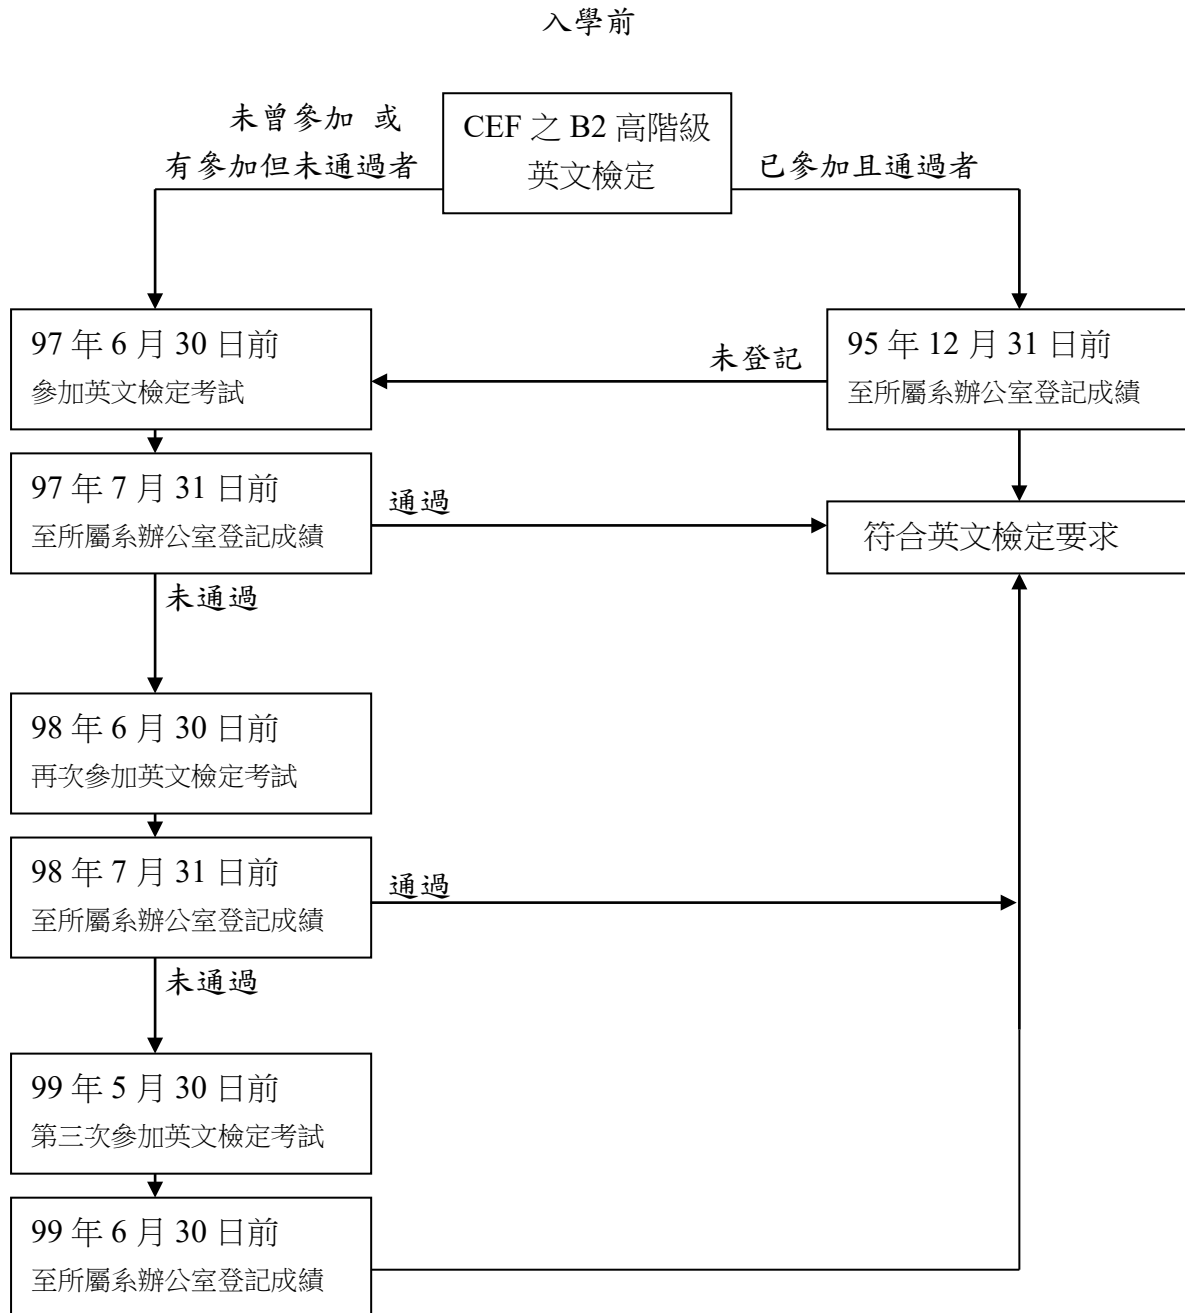 入學前
未曾參加 或
有參加但未通過者
CEF 之 B2 高階級
英文檢定
已參加且通過者
97 年 6 月 30 日前
參加英文檢定考試
未登記
95 年 12 月 31 日前
至所屬系辦公室登記成績
97 年 7 月 31 日前
至所屬系辦公室登記成績
通過
符合英文檢定要求
未通過
98 年 6 月 30 日前
再次參加英文檢定考試
98 年 7 月 31 日前
至所屬系辦公室登記成績
通過
未通過
99 年 5 月 30 日前
第三次參加英文檢定考試
99 年 6 月 30 日前
至所屬系辦公室登記成績